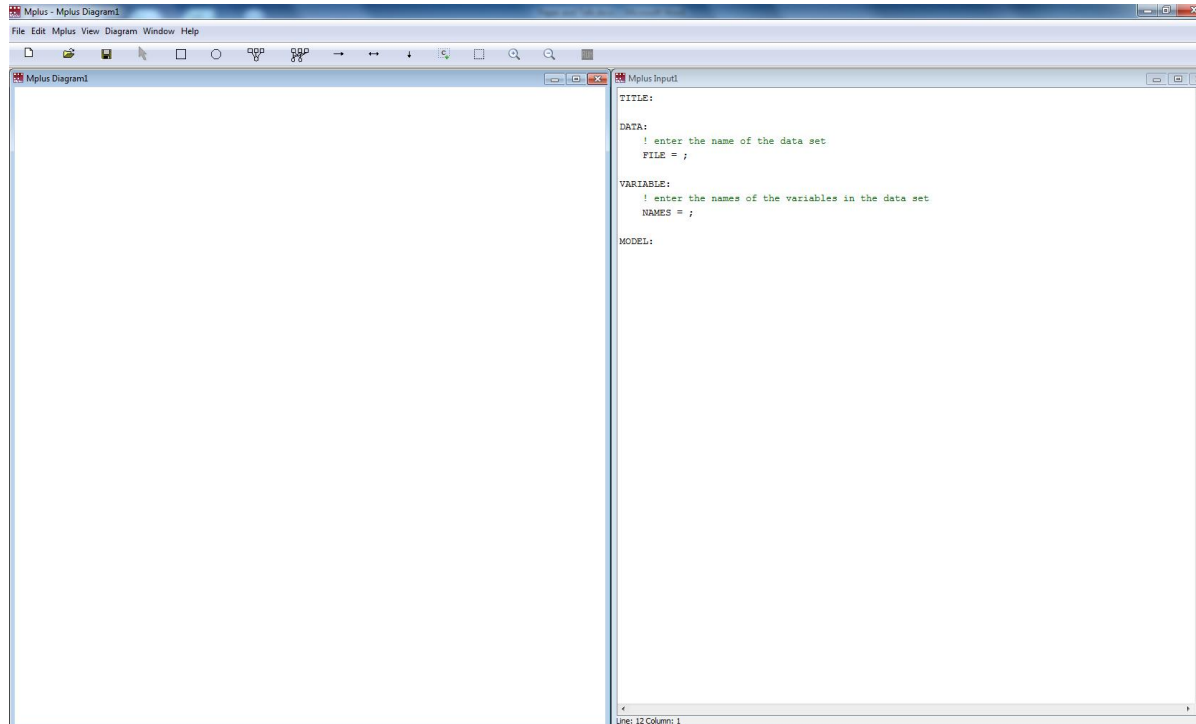 Mplus - Mplus Diagram1
File Edit Mplus View Diagram Window Help
Mplus Diagram1
Mplus Input1
TITLE:
DATA:
! enter the name of the data set
FILE = ;
VARIABLE:
! enter the names of the variables in the data set
NAMES = ;
MODEL:
Line: 12 Column: 1